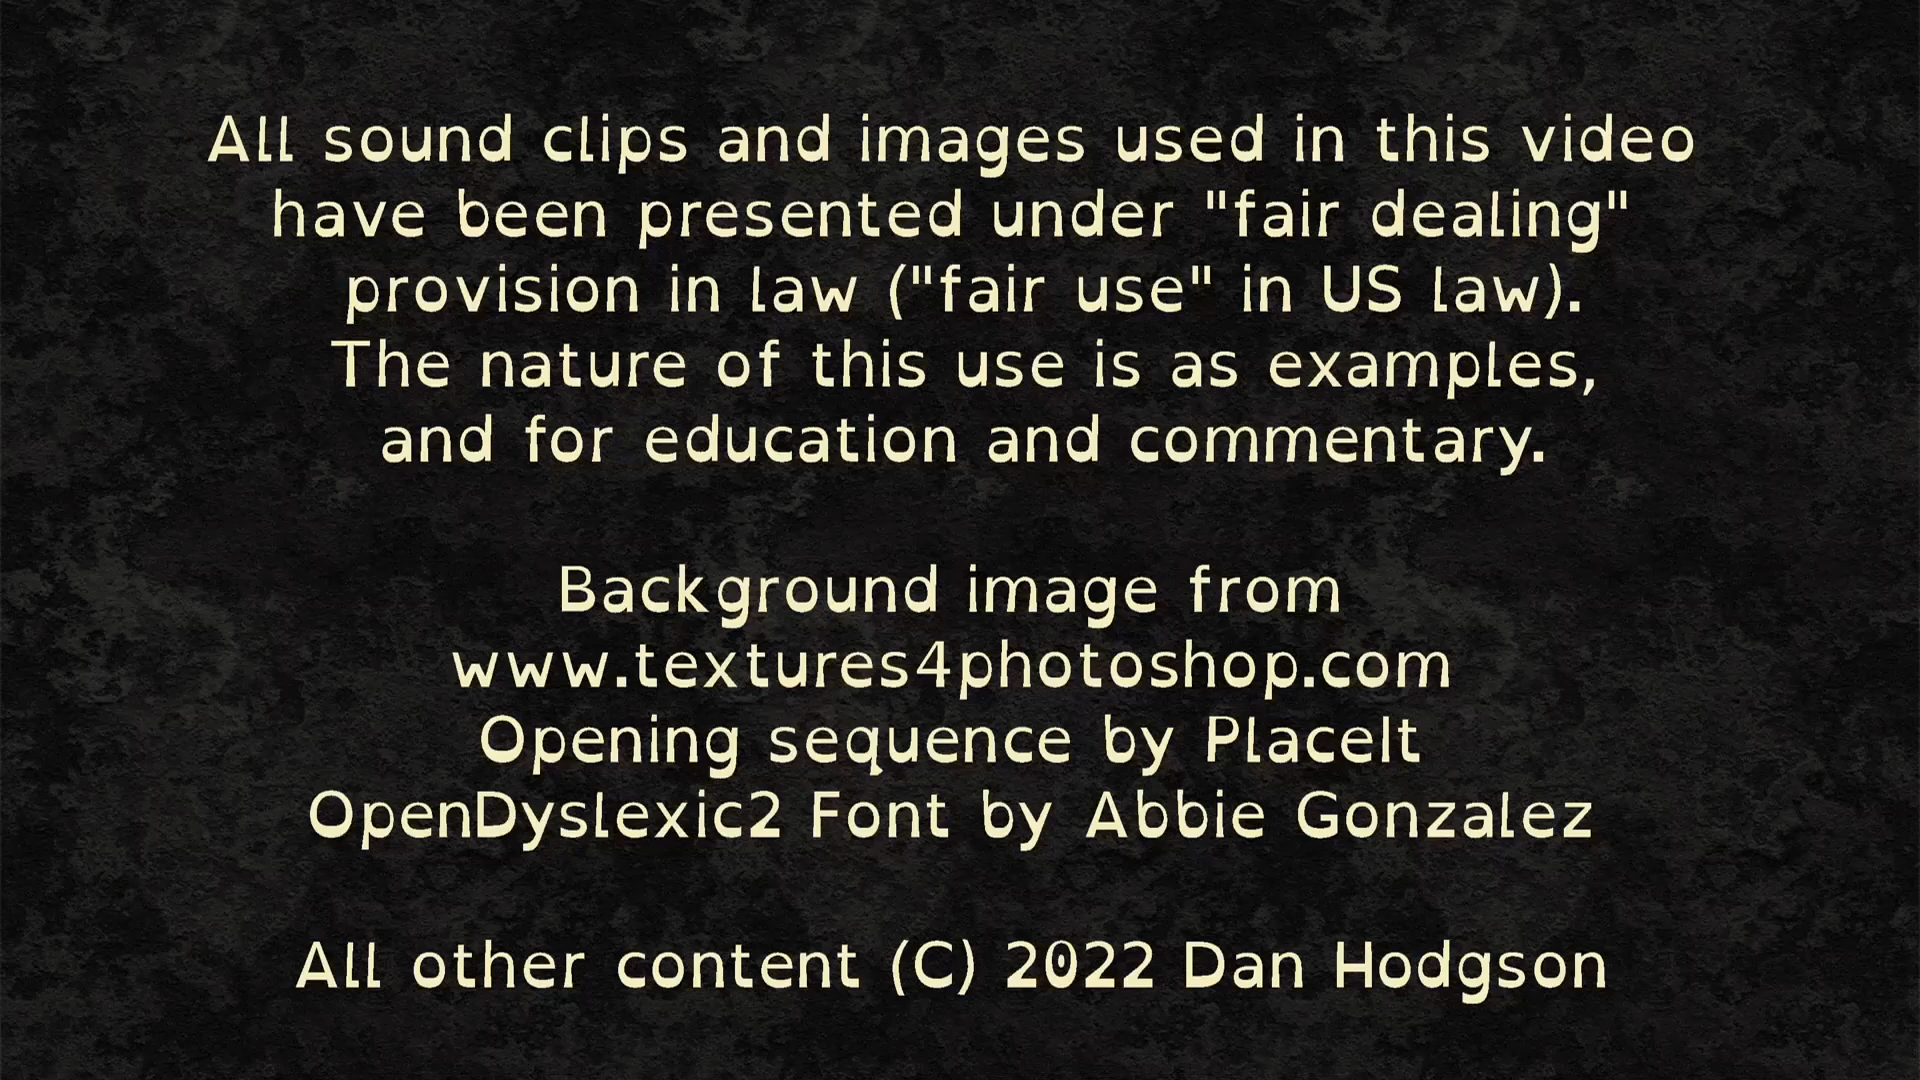 All sound clips and images used in this video
have been presented under "fair dealing"
provision in law ("fair use" in US law).
The nature of this use is as examples,
and for education and commentary.
Background image from
www.textures4photoshop.com
Opening sequence by PlaceIt
OpenDyslexic2 Font by Abbie Gonzalez
All other content (C) 2022 Dan Hodgson